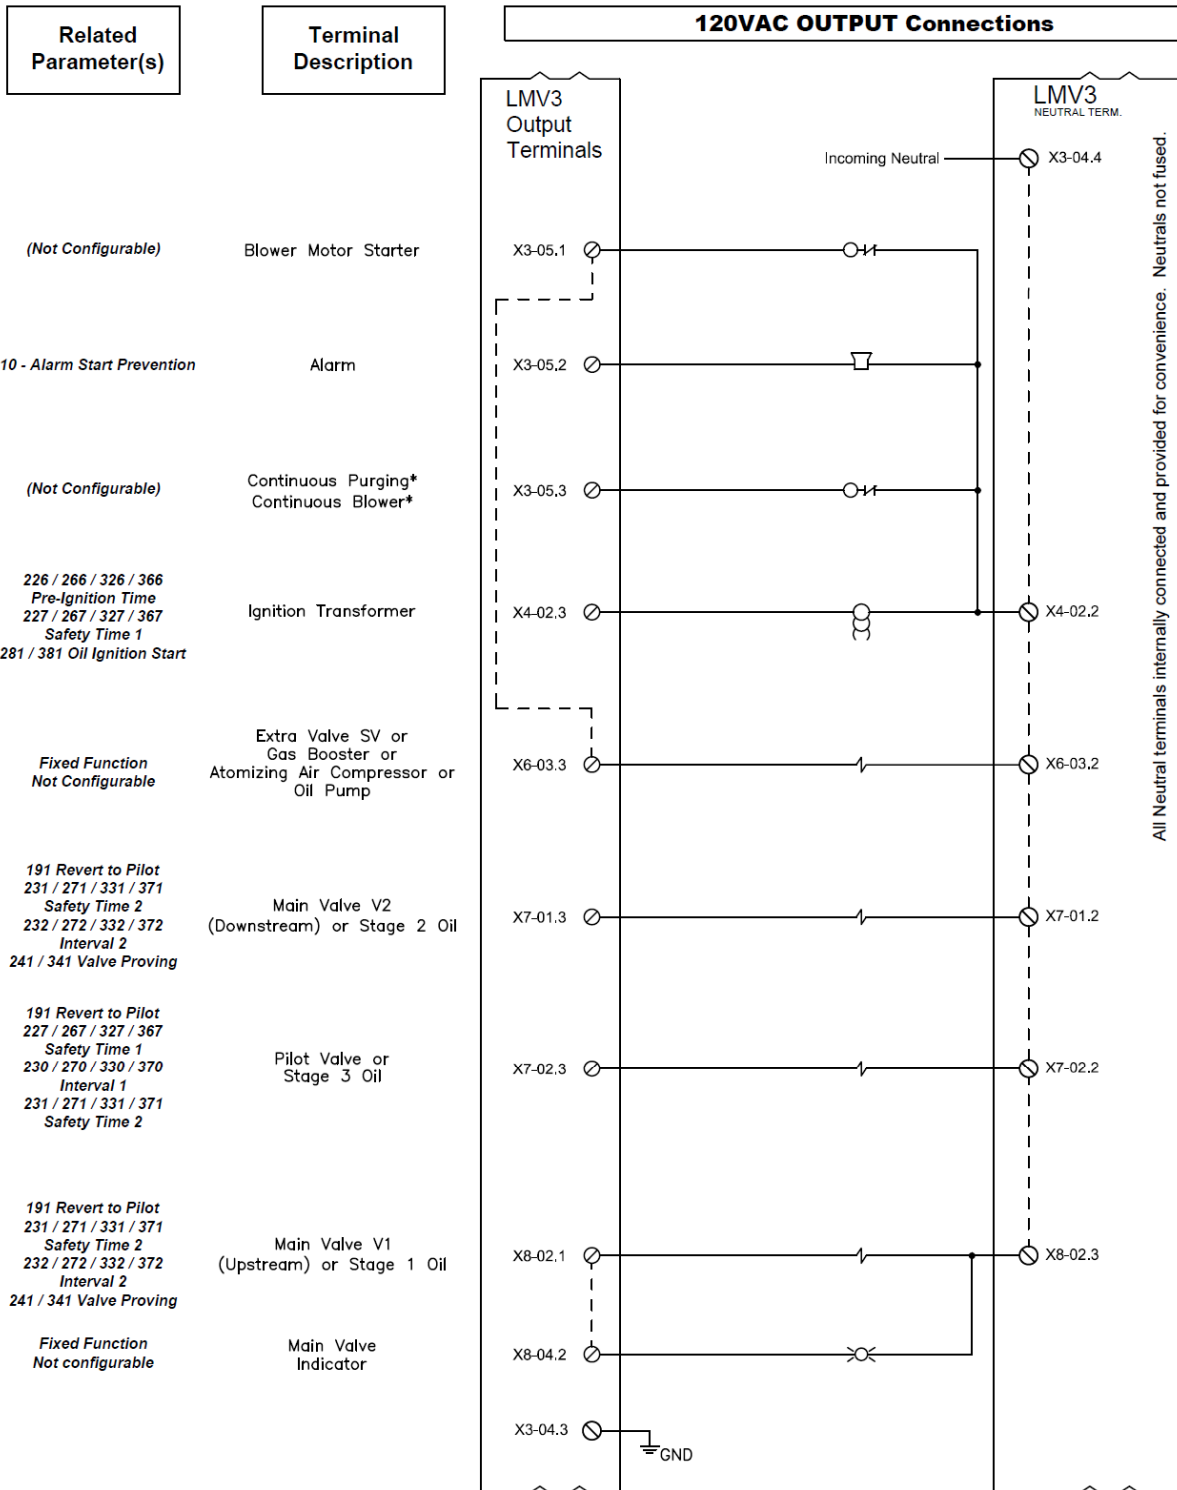 Related
Parameter(s)
Terminal
Description
120VAC OUTPUT Connections
LMV3
Output
Terminals
LMV3
NEUTRAL TERM.
Incoming Neutral
X3-04.4
(Not Configurable)
Blower Motor Starter
X3-05.1
10 - Alarm Start Prevention
Alarm
X3-05.2
(Not Configurable)
Continuous Purging*
Continuous Blower*
X3-05.3
226 / 266 / 326 / 366
Pre-Ignition Time
227 / 267 / 327 / 367
Safety Time 1
281 / 381 Oil Ignition Start
Ignition Transformer
X4-02.3
X4-02.2
Fixed Function
Not Configurable
Extra Valve SV or
Gas Booster or
Atomizing Air Compressor or
Oil Pump
X6-03.3
X6-03.2
191 Revert to Pilot
231 / 271 / 331 / 371
Safety Time 2
232 / 272 / 332 / 372
Interval 2
241 / 341 Valve Proving
Main Valve V2
(Downstream) or Stage 2 Oil
X7-01.3
X7-01.2
191 Revert to Pilot
227 / 267 / 327 / 367
Safety Time 1
230 / 270 / 330 / 370
Interval 1
231 / 271 / 331 / 371
Safety Time 2
Pilot Valve or
Stage 3 Oil
X7-02.3
X7-02.2
191 Revert to Pilot
231 / 271 / 331 / 371
Safety Time 2
232 / 272 / 332 / 372
Interval 2
241 / 341 Valve Proving
Main Valve V1
(Upstream) or Stage 1 Oil
X8-02.1
X8-02.3
Fixed Function
Not configurable
Main Valve
Indicator
X8-04.2
X3-04.3
GND
All Neutral terminals internally connected and provided for convenience. Neutrals not fused.